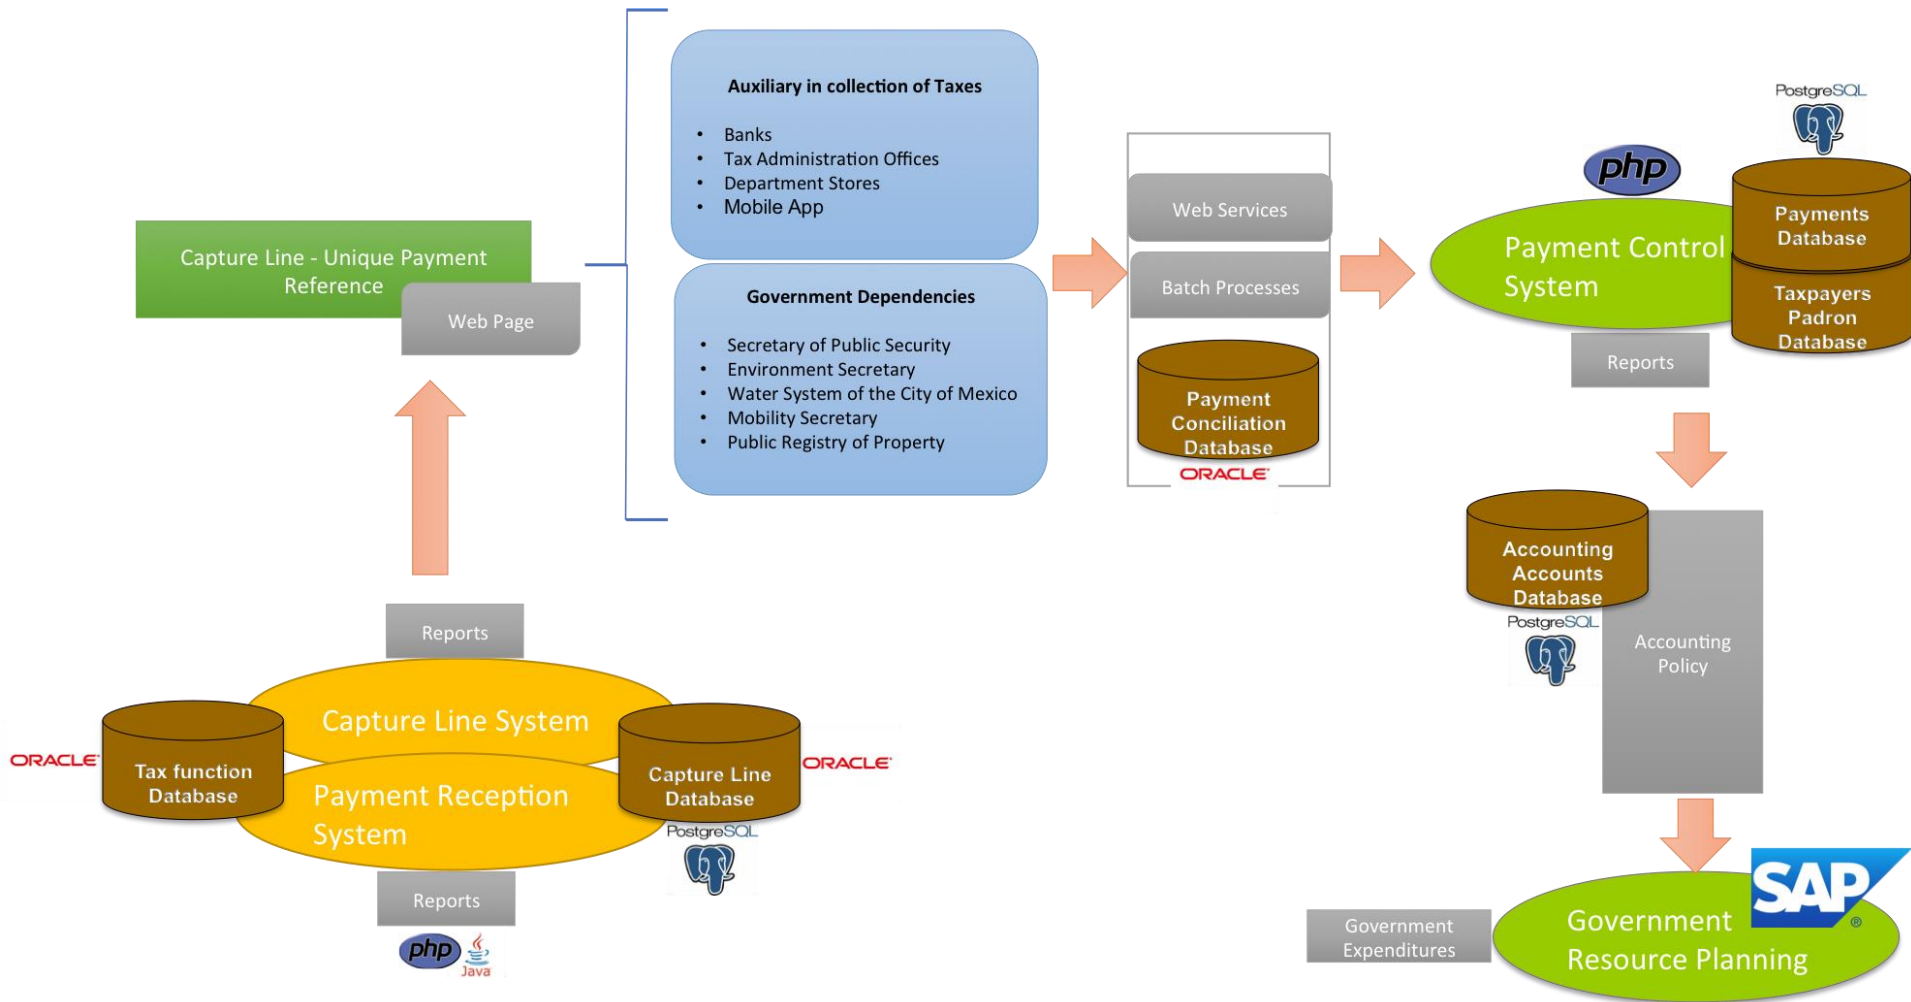 Auxiliary in collection of Taxes
• Banks
• Tax Administration Offices
• Department Stores
• Mobile App
Capture Line - Unique Payment
Reference
Web Page
Government Dependencies
• Secretary of Public Security
• Environment Secretary
• Water System of the City of Mexico
• Mobility Secretary
• Public Registry of Property
Web Services
Batch Processes
Payment
Conciliation
Database
ORACLE
PostgreSQL
php
Payment Control
System
Payments
Database
Taxpayers
Padron
Database
Reports
Accounting
Accounts
Database
PostgreSQL
Accounting
Policy
Reports
Capture Line System
Payment Reception
System
ORACLE
Tax function
Database
Capture Line
Database
ORACLE
PostgreSQL
Reports
php
Java
SAP
®
Government
Expenditures
Government
Resource Planning